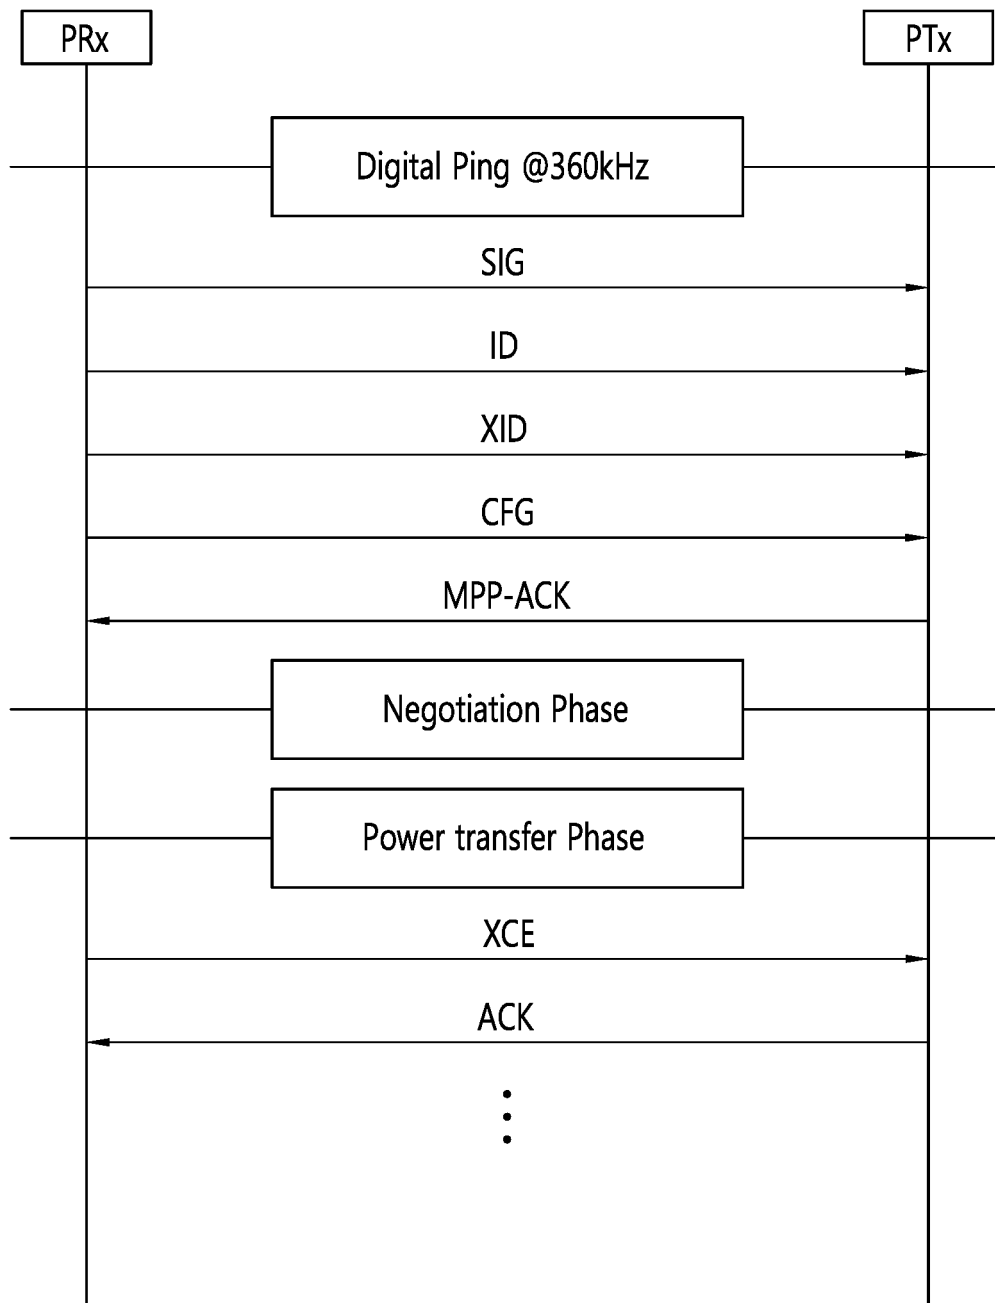 PRx
PTx
Digital Ping @360kHz
SIG
ID
XID
CFG
MPP-ACK
Negotiation Phase
Power transfer Phase
XCE
ACK